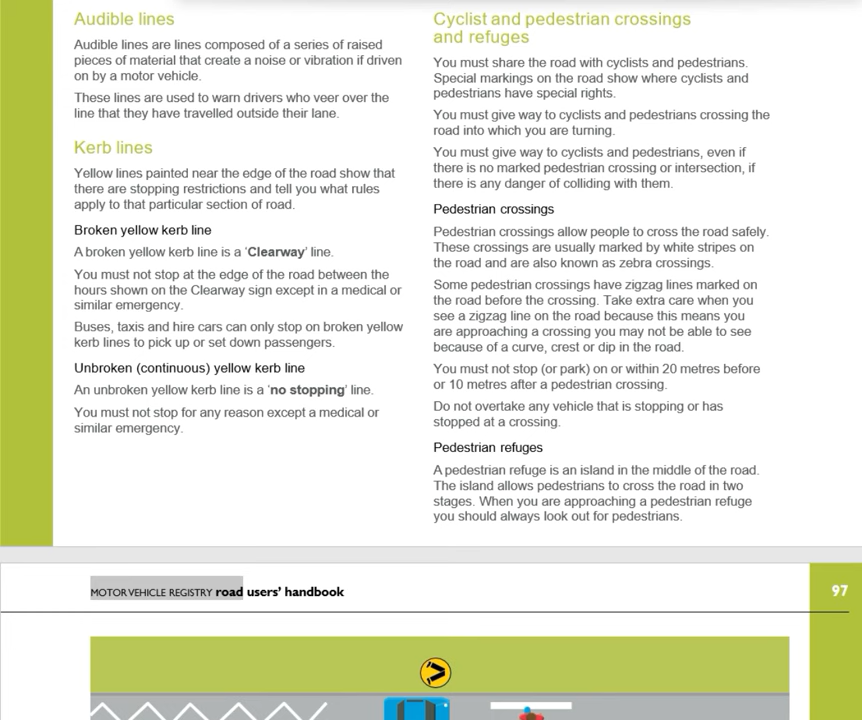 Audible lines
Audible lines are lines composed of a series of raised
pieces of material that create a noise or vibration if driven
on by a motor vehicle.
These lines are used to warn drivers who veer over the
line that they have travelled outside their lane.
Kerb lines
Yellow lines painted near the edge of the road show that
there are stopping restrictions and tell you what rules
apply to that particular section of road.
Broken yellow kerb line
A broken yellow kerb line is a ‘Clearway’ line.
You must not stop at the edge of the road between the
hours shown on the Clearway sign except in a medical or
similar emergency.
Buses, taxis and hire cars can only stop on broken yellow
kerb lines to pick up or set down passengers.
Unbroken (continuous) yellow kerb line
An unbroken yellow kerb line is a ‘no stopping’ line.
You must not stop for any reason except a medical or
similar emergency.
Cyclist and pedestrian crossings
and refuges
You must share the road with cyclists and pedestrians.
Special markings on the road show where cyclists and
pedestrians have special rights.
You must give way to cyclists and pedestrians crossing the
road into which you are turning.
You must give way to cyclists and pedestrians, even if
there is no marked pedestrian crossing or intersection, if
there is any danger of colliding with them.
Pedestrian crossings
Pedestrian crossings allow people to cross the road safely.
These crossings are usually marked by white stripes on
the road and are also known as zebra crossings.
Some pedestrian crossings have zigzag lines marked on
the road before the crossing. Take extra care when you
see a zigzag line on the road because this means you
are approaching a crossing you may not be able to see
because of a curve, crest or dip in the road.
You must not stop (or park) on or within 20 metres before
or 10 metres after a pedestrian crossing.
Do not overtake any vehicle that is stopping or has
stopped at a crossing.
Pedestrian refuges
A pedestrian refuge is an island in the middle of the road.
The island allows pedestrians to cross the road in two
stages. When you are approaching a pedestrian refuge
you should always look out for pedestrians.
MOTOR VEHICLE REGISTRY road users’ handbook
97